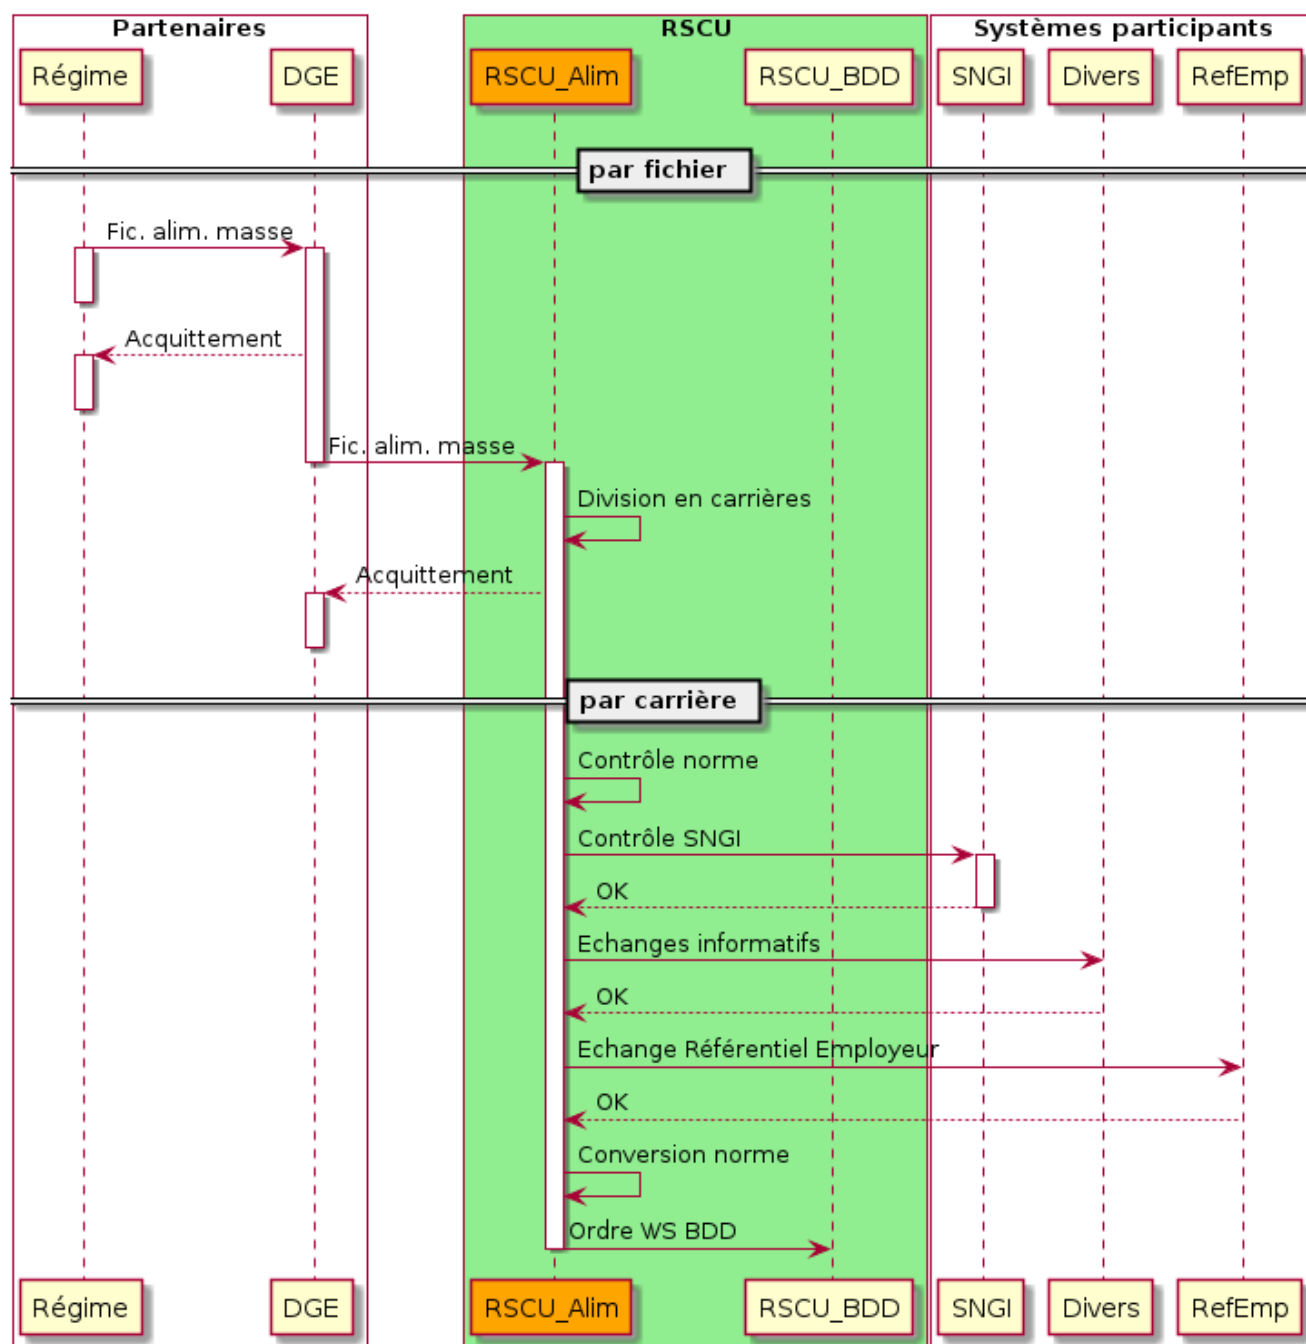 Partenaires RSCU Systèmes participants
Régime DGE RSCU_Alim RSCU_BDD SNGI Divers RefEmp
par fichier
Fic. alim. masse
Acquittement
Fic. alim. masse
Division en carrières
Acquittement
par carrière
Contrôle norme
Contrôle SNGI
OK
Echanges informatifs
OK
Echange Référentiel Employeur
OK
Conversion norme
Ordre WS BDD
Régime DGE RSCU_Alim RSCU_BDD SNGI Divers RefEmp